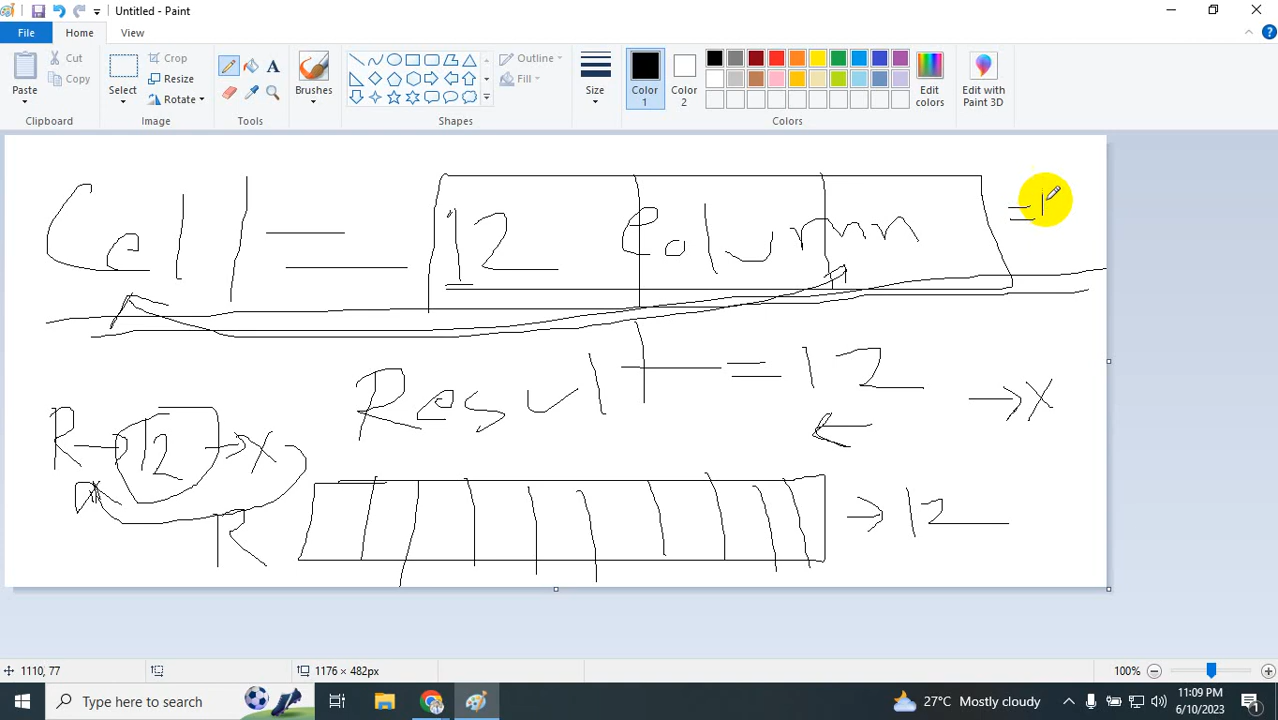 Untitled - Paint
File Home View
Paste Cut Copy Select Crop Resize Rotate Brushes Outline Fill Size Color 1 Color 2 Edit colors Edit with Paint 3D
Clipboard Image Tools Shapes Colors
Cell = 12 Column =
Result = 12 → X
R → 12 → X
R → 12
1110, 77 1176 × 482px 100%
Type here to search 27°C Mostly cloudy 11:09 PM
6/10/2023